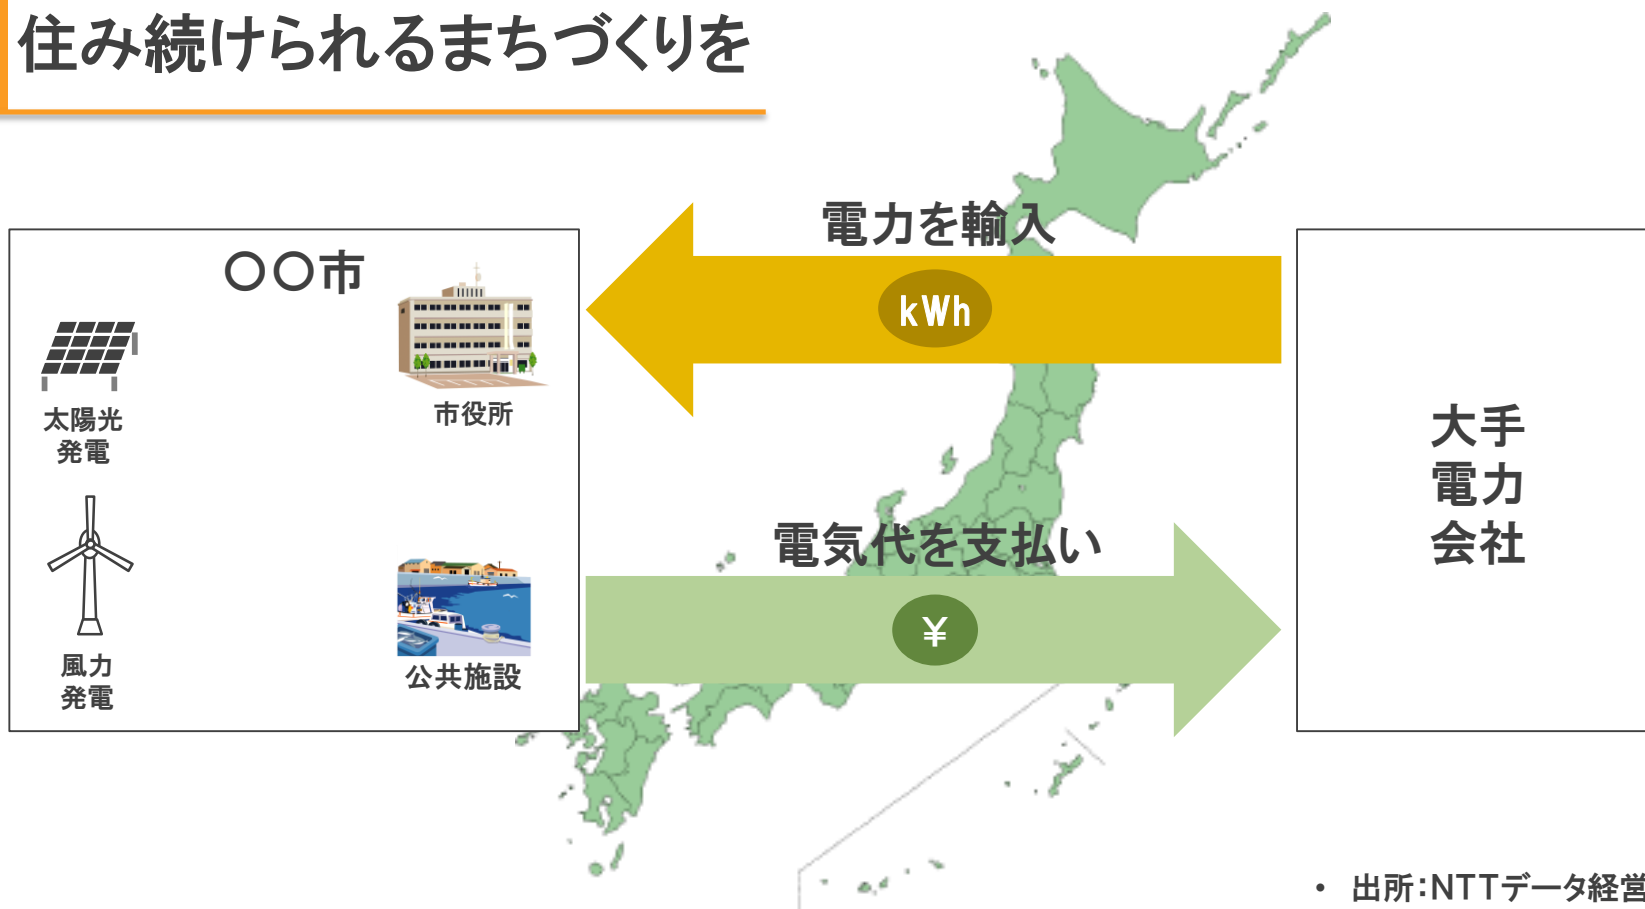 住み続けられるまちづくりを
電力を輸入
kWh
〇〇市
太陽光
発電
市役所
風力
発電
公共施設
電気代を支払い
¥
大手
電力
会社
• 出所：NTTデータ経営